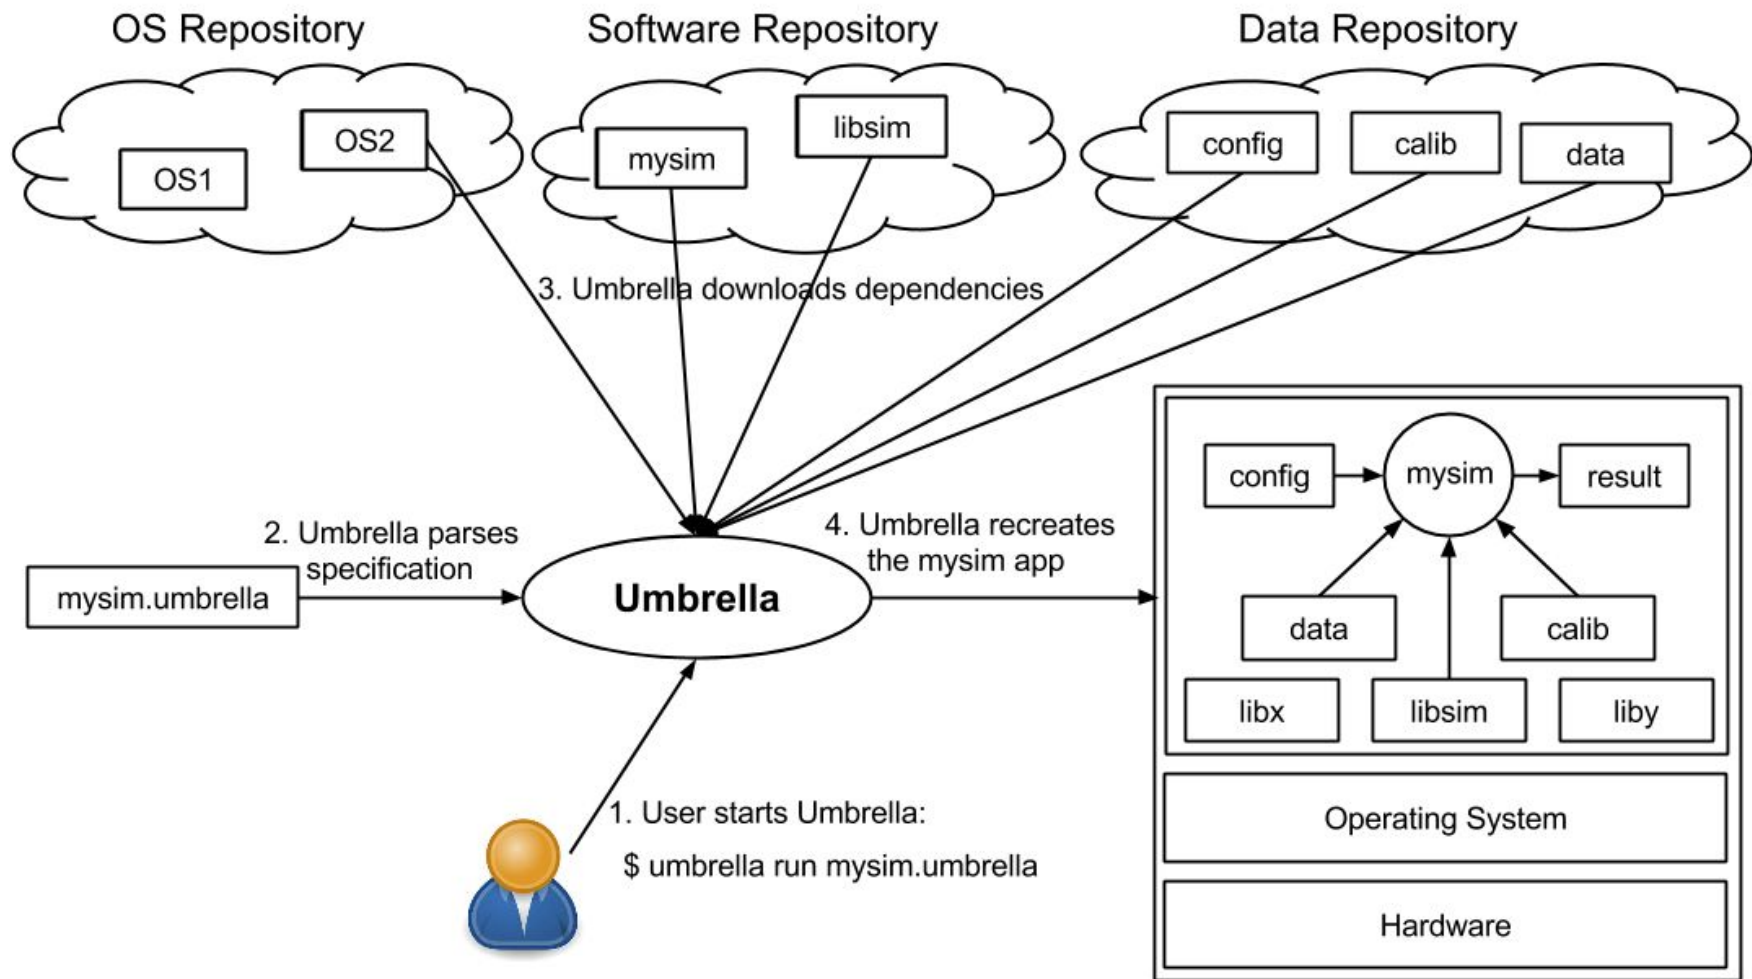 OS Repository
Software Repository
Data Repository
OS1
OS2
mysim
libsim
config
calib
data
3. Umbrella downloads dependencies
2. Umbrella parses
specification
mysim.umbrella
Umbrella
4. Umbrella recreates
the mysim app
1. User starts Umbrella:
$ umbrella run mysim.umbrella
config
mysim
result
data
calib
libx
libsim
liby
Operating System
Hardware